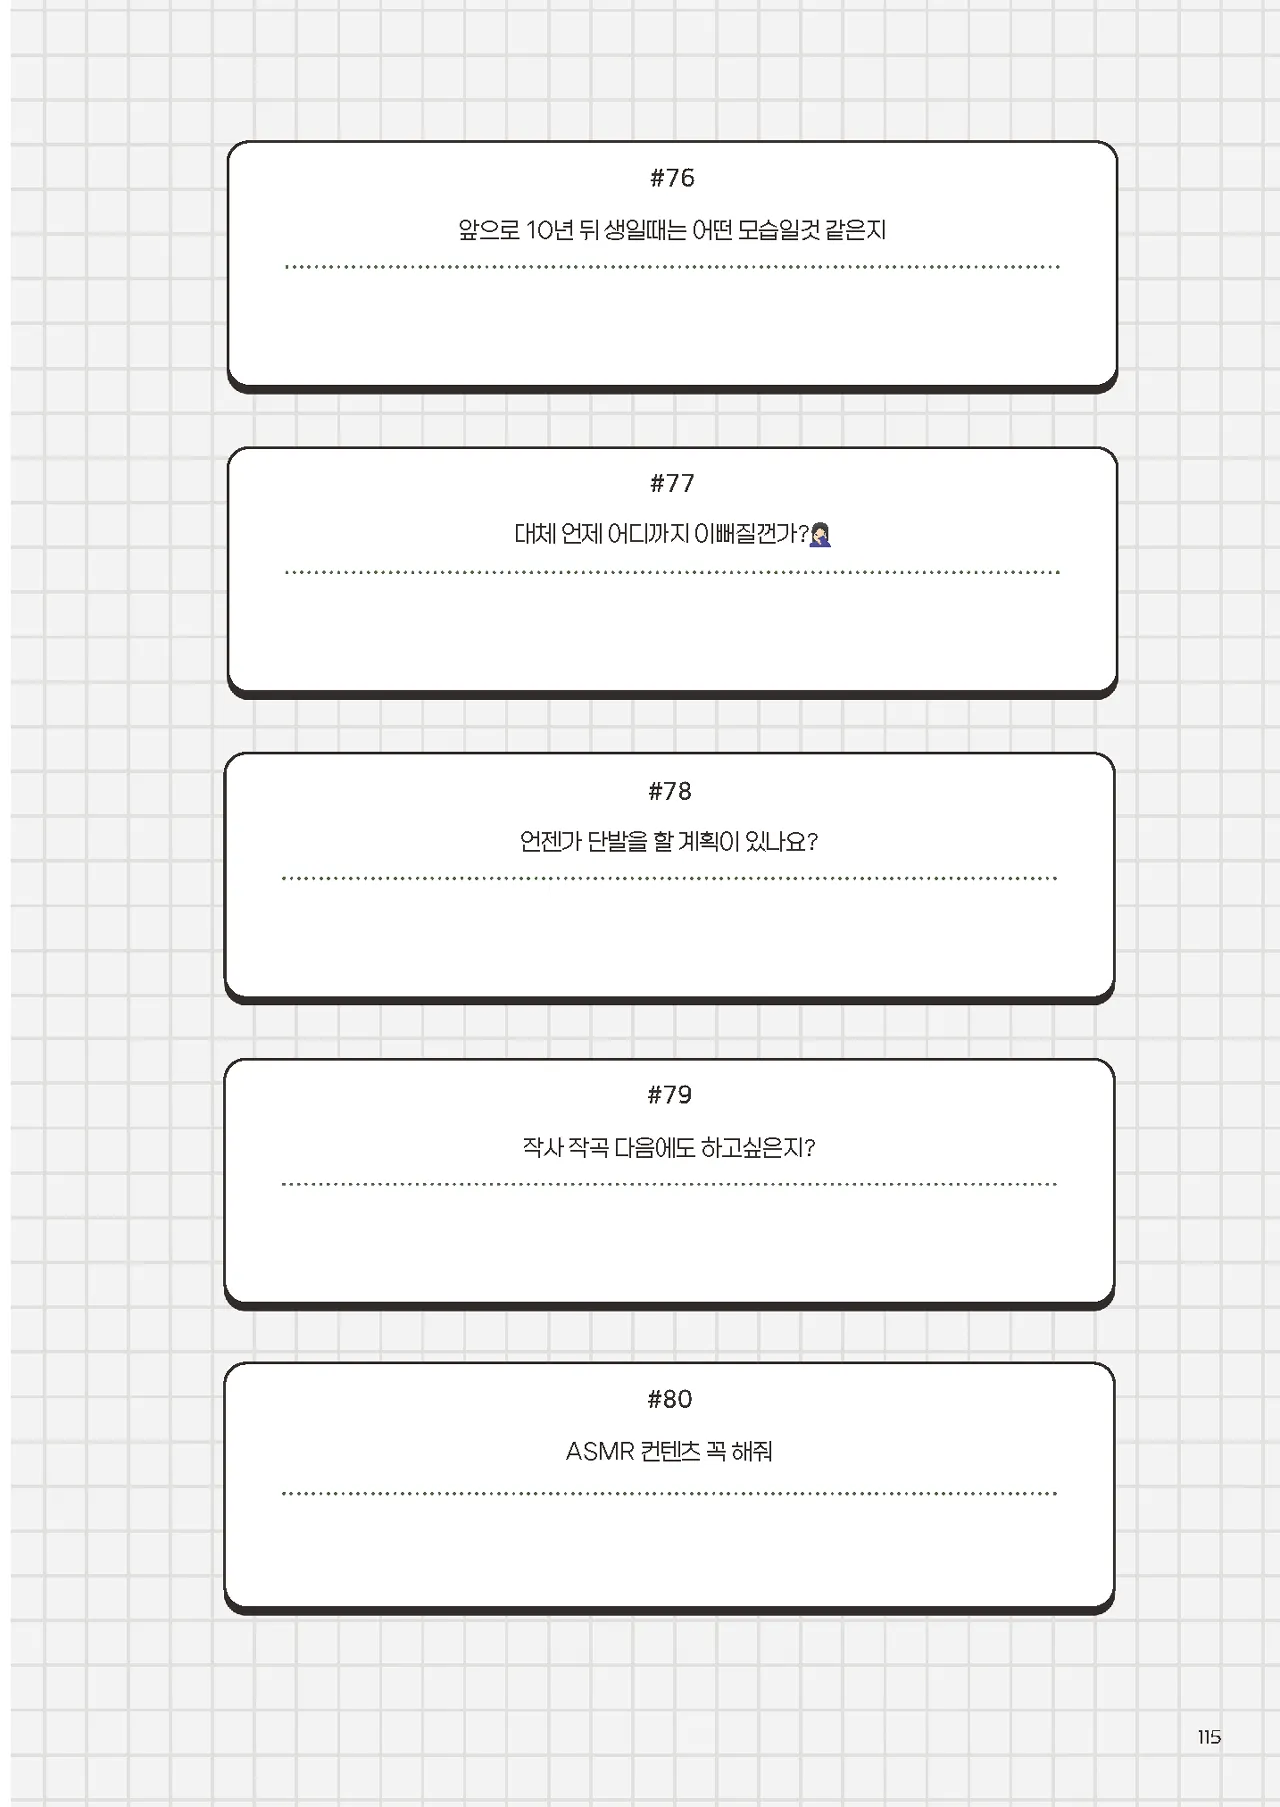 #76
앞으로 10년 뒤 생일때는 어떤 모습일것 같은지
#77
대체 언제 어디까지 이뻐질껀가?🤦🏻‍♀️
#78
언젠가 단발을 할 계획이 있나요?
#79
작사 작곡 다음에도 하고싶은지?
#80
ASMR 컨텐츠 꼭 해줘
115